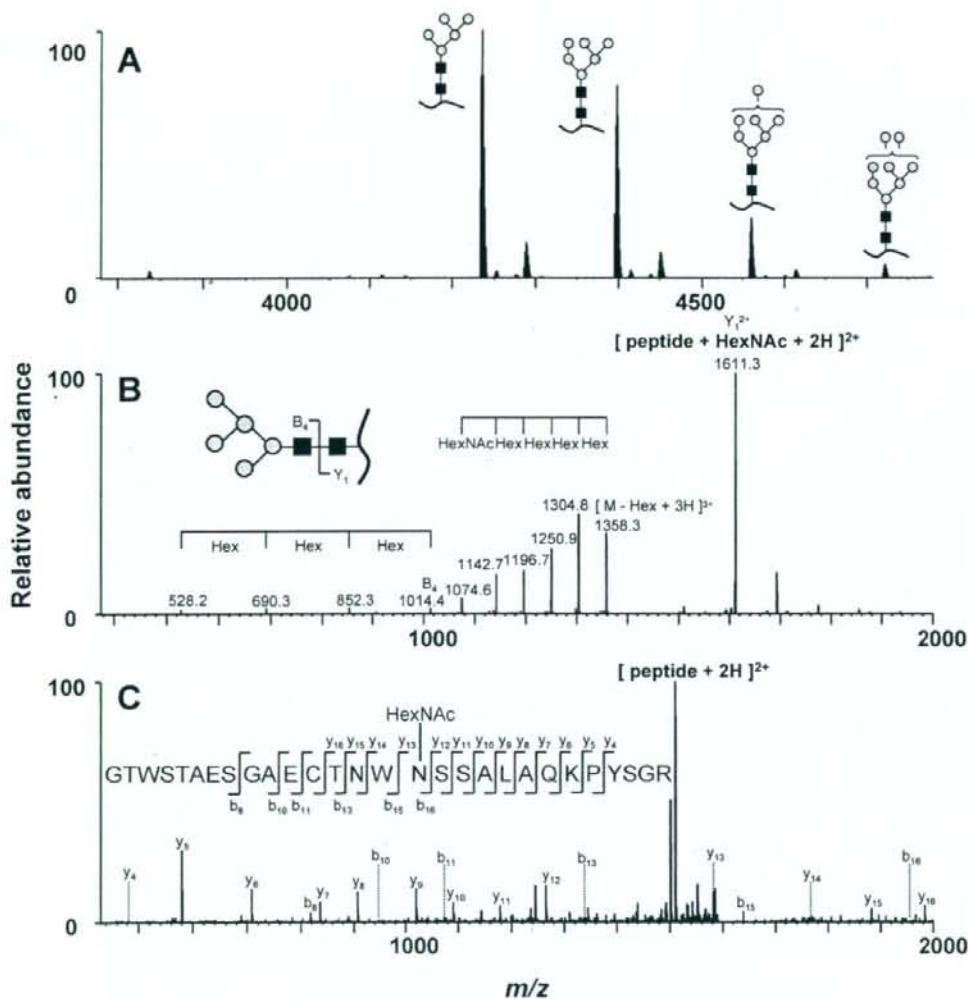 A
100
0
4000
4500
Relative abundance
B
100
0
Y₁²⁺
[ peptide + HexNAc + 2H ]²⁺
1611.3
B₄
Y₁
HexNAc Hex Hex Hex Hex
1304.8 [ M - Hex + 3H ]³⁺
1358.3
1250.9
1142.7 1196.7
1074.6
Hex Hex Hex
B₄
528.2 690.3 852.3 1014.4
1000
2000
C
100
0
[ peptide + 2H ]²⁺
HexNAc
y₁₆ y₁₅ y₁₄ y₁₃ y₁₂ y₁₁ y₁₀ y₉ y₈ y₇ y₆ y₅ y₄
GTWSTAESGAECTNWNSSALAQKPYSGR
b₈ b₁₀ b₁₁ b₁₃ b₁₅ b₁₆
y₄ y₅ y₆ b₈ y₇ y₈ b₁₀ y₉ b₁₁ y₁₀ y₁₁ y₁₂ b₁₃ y₁₃ b₁₅ y₁₄ y₁₅ b₁₆ y₁₆
1000
2000
m/z